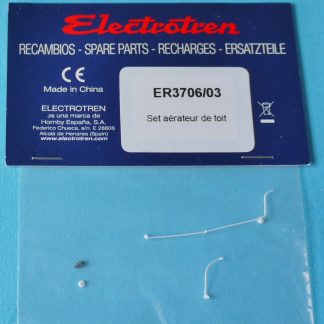 Electrotren
RECAMBIOS - SPARE PARTS - RECHARGES - ERSATZTEILE
CE
Made in China
ER3706/03
Set aérateur de toit
ELECTROTREN
es una marca de
Hornby España, S.A.
Federico Chueca, s/n. E 28806
Alcalá de Henares (Spain)
www.electrotren.com